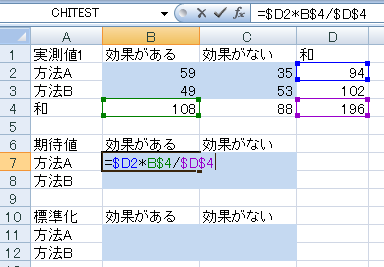 CHITEST fx =$D2*B$4/$D$4
A B C D
1 実測値1 効果がある 効果がない 和
2 方法A 59 35 94
3 方法B 49 53 102
4 和 108 88 196
5
6 期待値 効果がある 効果がない
7 方法A =$D2*B$4/$D$4
8 方法B
9
10 標準化 効果がある 効果がない
11 方法A
12 方法B